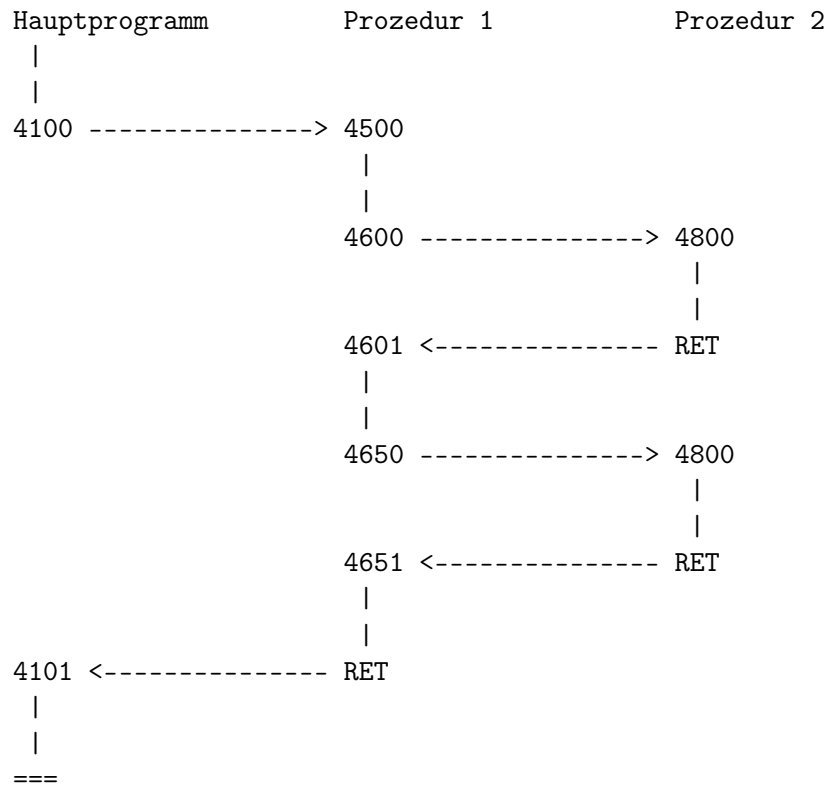 Hauptprogramm Prozedur 1 Prozedur 2
|
|
4100 ---------------> 4500
|
|
4600 ---------------> 4800
|
|
4601 <--------------- RET
|
|
4650 ---------------> 4800
|
|
4651 <--------------- RET
|
|
4101 <--------------- RET
|
|
===